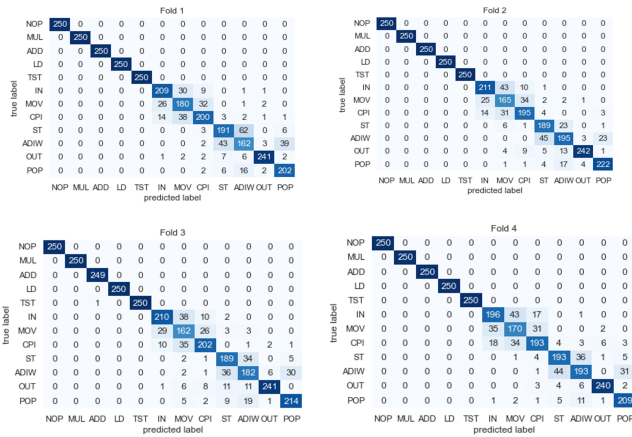 Fold 1
NOP 250 0 0 0 0 0 0 0 0 0 0 0
MUL 0 250 0 0 0 0 0 0 0 0 0 0
ADD 0 0 250 0 0 0 0 0 0 0 0 0
LD 0 0 0 250 0 0 0 0 0 0 0 0
TST 0 0 0 0 250 0 0 0 0 0 0 0
IN 0 0 0 0 0 209 30 9 0 1 1 0
MOV 0 0 0 0 0 26 180 32 0 1 2 0
CPI 0 0 0 0 0 14 38 200 3 2 1 1
ST 0 0 0 0 0 0 0 3 191 62 0 6
ADIW 0 0 0 0 0 0 0 2 43 162 3 39
OUT 0 0 0 0 0 1 2 2 7 6 241 2
POP 0 0 0 0 0 0 0 2 6 16 2 202
NOP MUL ADD LD TST IN MOV CPI ST ADIW OUT POP
predicted label
true label
Fold 2
NOP 250 0 0 0 0 0 0 0 0 0 0 0
MUL 0 250 0 0 0 0 0 0 0 0 0 0
ADD 0 0 250 0 0 0 0 0 0 0 0 0
LD 0 0 0 250 0 0 0 0 0 0 0 0
TST 0 0 0 0 250 0 0 0 0 0 0 0
IN 0 0 0 0 0 211 43 10 0 1 0 0
MOV 0 0 0 0 0 25 165 34 2 2 1 0
CPI 0 0 0 0 0 14 31 195 4 0 0 3
ST 0 0 0 0 0 0 6 1 189 23 0 1
ADIW 0 0 0 0 0 0 0 0 45 195 3 23
OUT 0 0 0 0 0 0 4 9 5 13 242 1
POP 0 0 0 0 0 0 1 1 4 17 4 222
NOP MUL ADD LD TST IN MOV CPI ST ADIW OUT POP
predicted label
true label
Fold 3
NOP 250 0 0 0 0 0 0 0 0 0 0 0
MUL 0 250 0 0 0 0 0 0 0 0 0 0
ADD 0 0 249 0 0 0 0 0 0 0 0 0
LD 0 0 0 250 0 0 0 0 0 0 0 0
TST 0 0 1 0 250 0 0 0 0 0 0 0
IN 0 0 0 0 0 210 38 10 2 0 0 0
MOV 0 0 0 0 0 29 162 26 3 3 0 0
CPI 0 0 0 0 0 10 35 202 0 1 2 1
ST 0 0 0 0 0 0 2 1 189 34 0 5
ADIW 0 0 0 0 0 0 2 1 36 182 6 30
OUT 0 0 0 0 0 1 6 8 11 11 241 0
POP 0 0 0 0 0 0 5 2 9 19 1 214
NOP MUL ADD LD TST IN MOV CPI ST ADIW OUT POP
predicted label
true label
Fold 4
NOP 250 0 0 0 0 0 0 0 0 0 0 0
MUL 0 250 0 0 0 0 0 0 0 0 0 0
ADD 0 0 250 0 0 0 0 0 0 0 0 0
LD 0 0 0 250 0 0 0 0 0 0 0 0
TST 0 0 0 0 250 0 0 0 0 0 0 0
IN 0 0 0 0 0 196 43 17 0 1 0 0
MOV 0 0 0 0 0 35 170 31 0 0 2 0
CPI 0 0 0 0 0 18 34 193 4 3 6 3
ST 0 0 0 0 0 0 1 4 193 36 1 5
ADIW 0 0 0 0 0 0 0 1 44 193 0 31
OUT 0 0 0 0 0 0 0 3 4 6 240 2
POP 0 0 0 0 0 1 2 1 5 11 1 209
NOP MUL ADD LD TST IN MOV CPI ST ADIW OUT POP
predicted label
true label